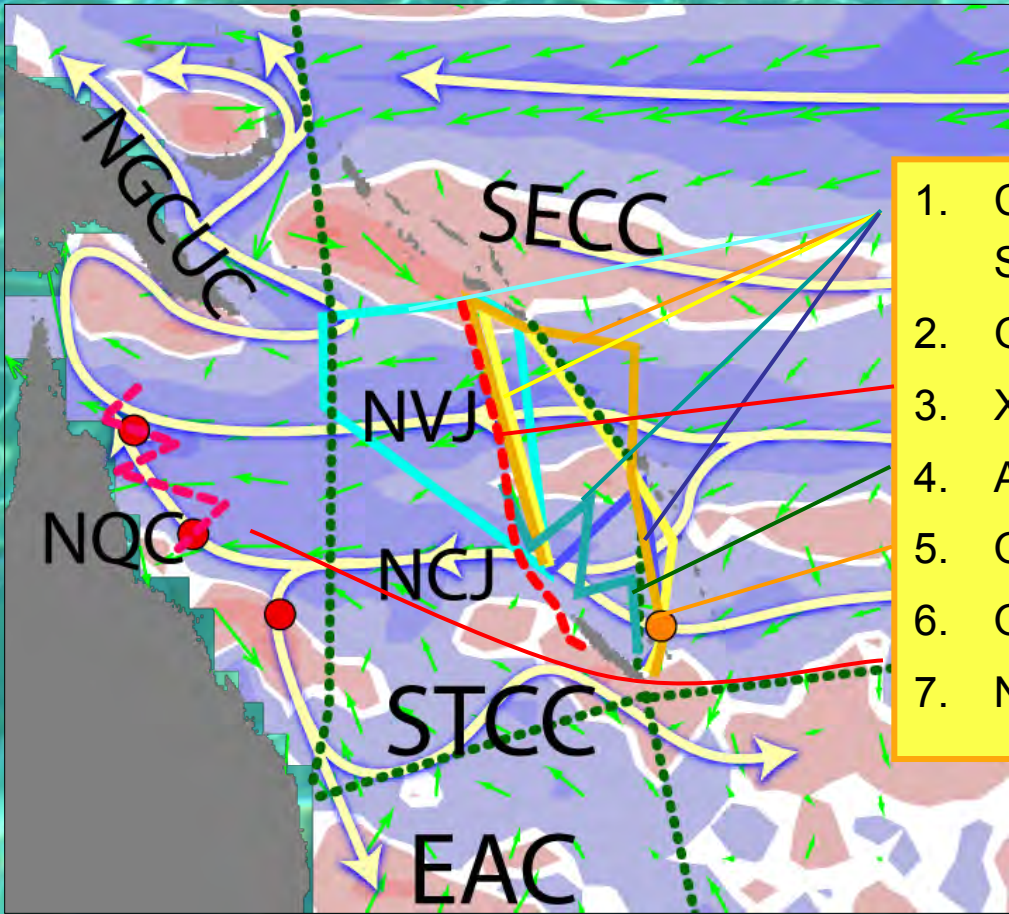 NGCUC
SECC
NVJ
NQC
NCJ
STCC
EAC
1.
S
2.
3. X
4. A
5.
6.
7. N